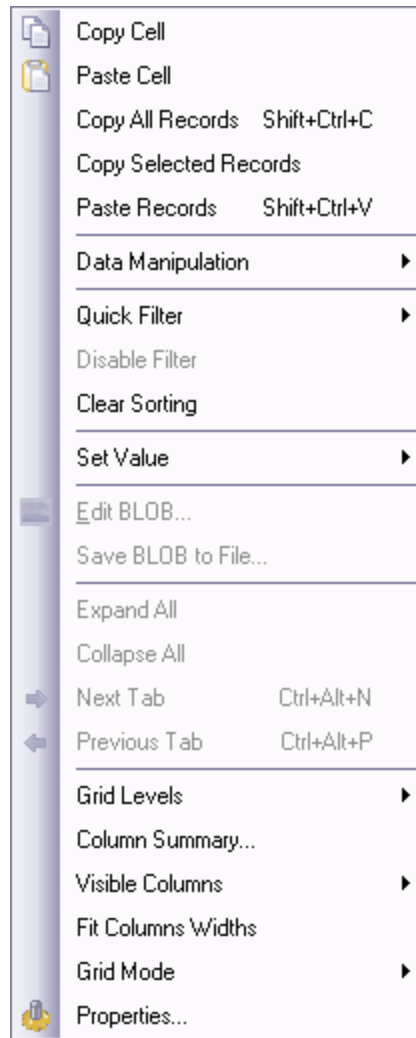 Copy Cell
Paste Cell
Copy All Records Shift+Ctrl+C
Copy Selected Records
Paste Records Shift+Ctrl+V
Data Manipulation
Quick Filter
Disable Filter
Clear Sorting
Set Value
Edit BLOB...
Save BLOB to File...
Expand All
Collapse All
Next Tab Ctrl+Alt+N
Previous Tab Ctrl+Alt+P
Grid Levels
Column Summary...
Visible Columns
Fit Columns Widths
Grid Mode
Properties...